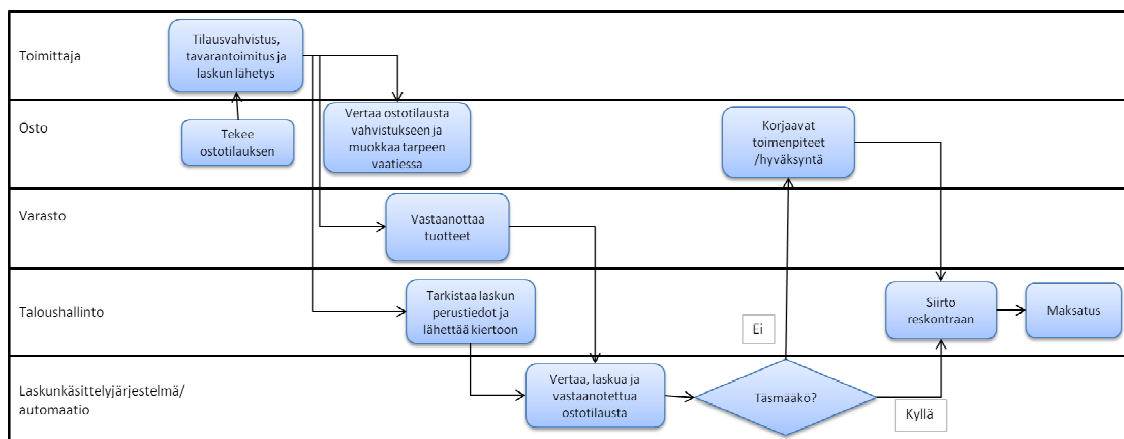 Toimittaja
Tilausvahvistus,
tavarantoimitus ja
laskun lähetys
Osto
Tekee
ostotilauksen
Vertaa ostotilausta
vahvistukseen ja
muokkaa tarpeen
vaatiessa
Korjaavat
toimenpiteet
/hyväksyntä
Varasto
Vastaanottaa
tuotteet
Taloushallinto
Tarkistaa laskun
perustiedot ja
lähettää kiertoon
Ei
Siirto
reskontraan
Maksatus
Laskunkäsittelyjärjestelmä/
automaatio
Vertaa, laskua ja
vastaanotettua
ostotilausta
Täsmääkö?
Kyllä